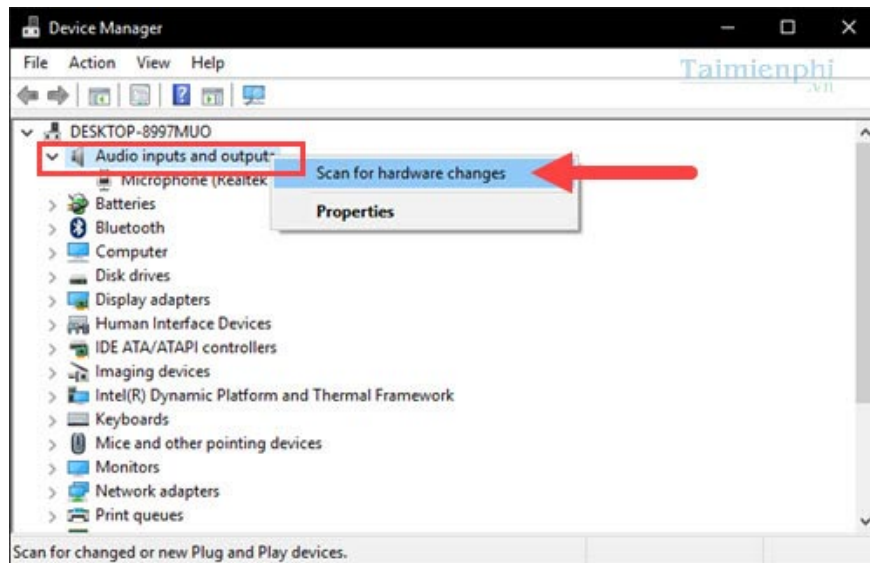 Device Manager
File Action View Help
Taimienphi
.vn
DESKTOP-8997MUO
Audio inputs and outputs
Microphone (Realtek
Scan for hardware changes
Properties
Batteries
Bluetooth
Computer
Disk drives
Display adapters
Human Interface Devices
IDE ATA/ATAPI controllers
Imaging devices
Intel(R) Dynamic Platform and Thermal Framework
Keyboards
Mice and other pointing devices
Monitors
Network adapters
Print queues
Scan for changed or new Plug and Play devices.